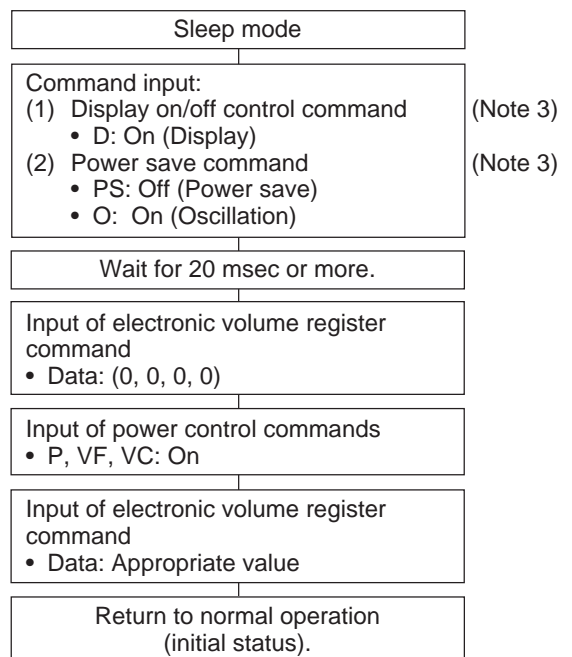 Sleep mode
Command input:
(1) Display on/off control command (Note 3)
• D: On (Display)
(2) Power save command (Note 3)
• PS: Off (Power save)
• O: On (Oscillation)
Wait for 20 msec or more.
Input of electronic volume register
command
• Data: (0, 0, 0, 0)
Input of power control commands
• P, VF, VC: On
Input of electronic volume register
command
• Data: Appropriate value
Return to normal operation
(initial status).